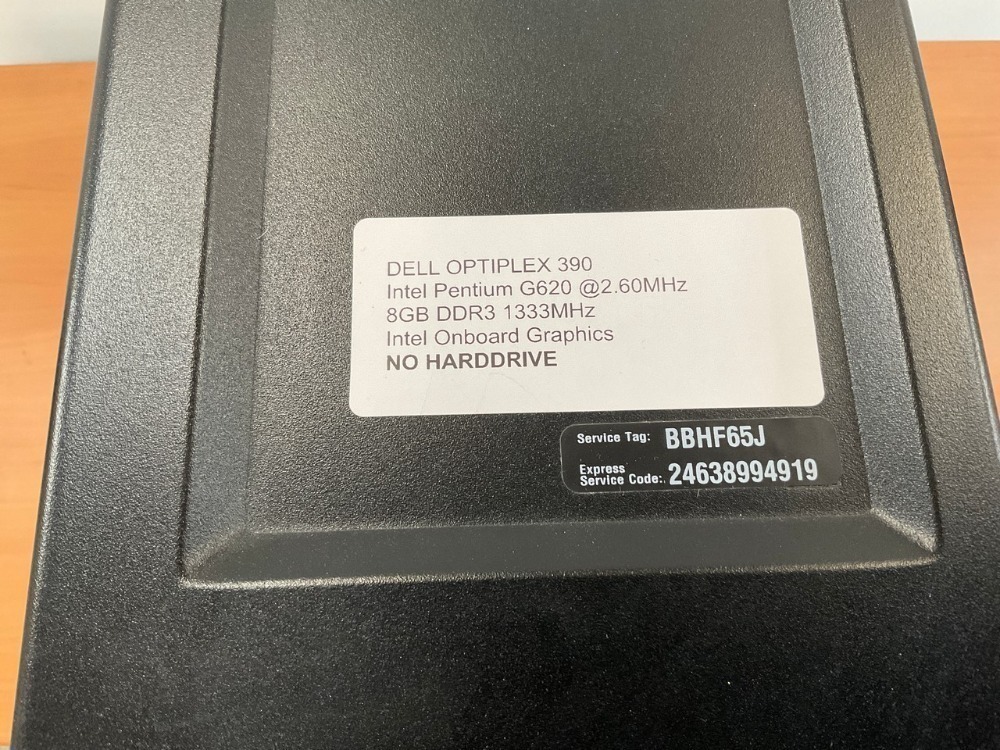 DELL OPTIPLEX 390
Intel Pentium G620 @2.60MHz
8GB DDR3 1333MHz
Intel Onboard Graphics
NO HARDDRIVE
Service Tag: BBHF65J
Express
Service Code: 24638994919